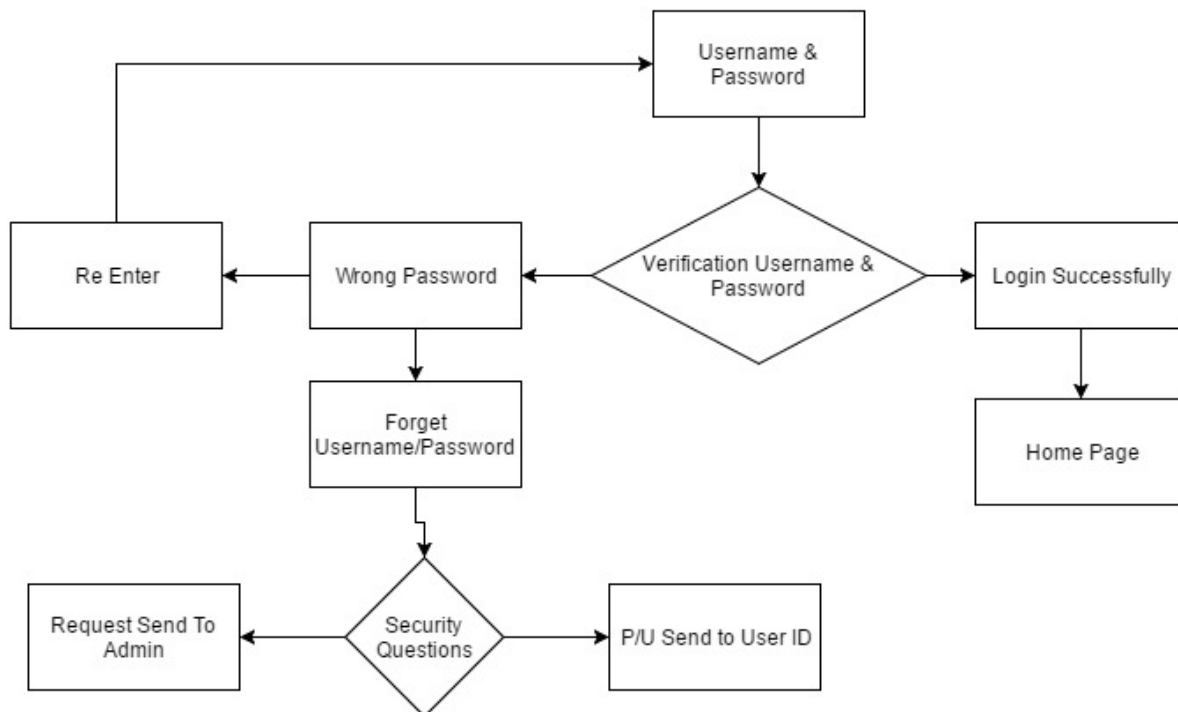 Username &
Password
Verification Username &
Password
Login Successfully
Wrong Password
Re Enter
Forget
Username/Password
Home Page
Security
Questions
Request Send To
Admin
P/U Send to User ID